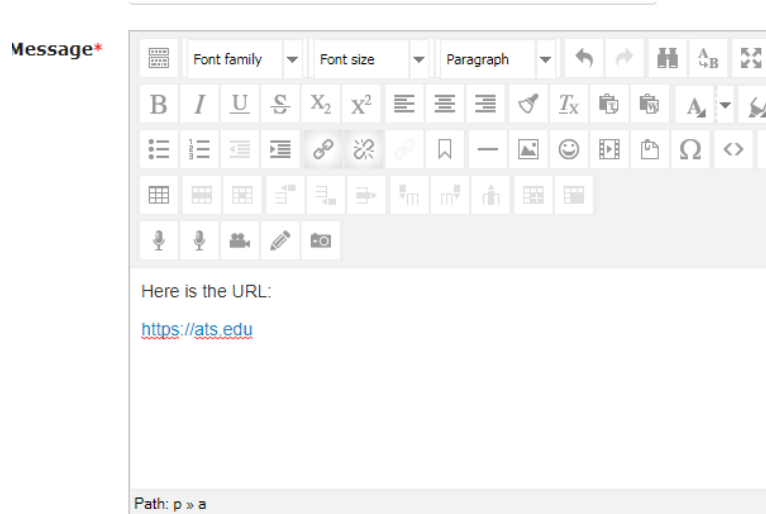 Message*
Font family Font size Paragraph
Here is the URL:
https://ats.edu
Path: p » a